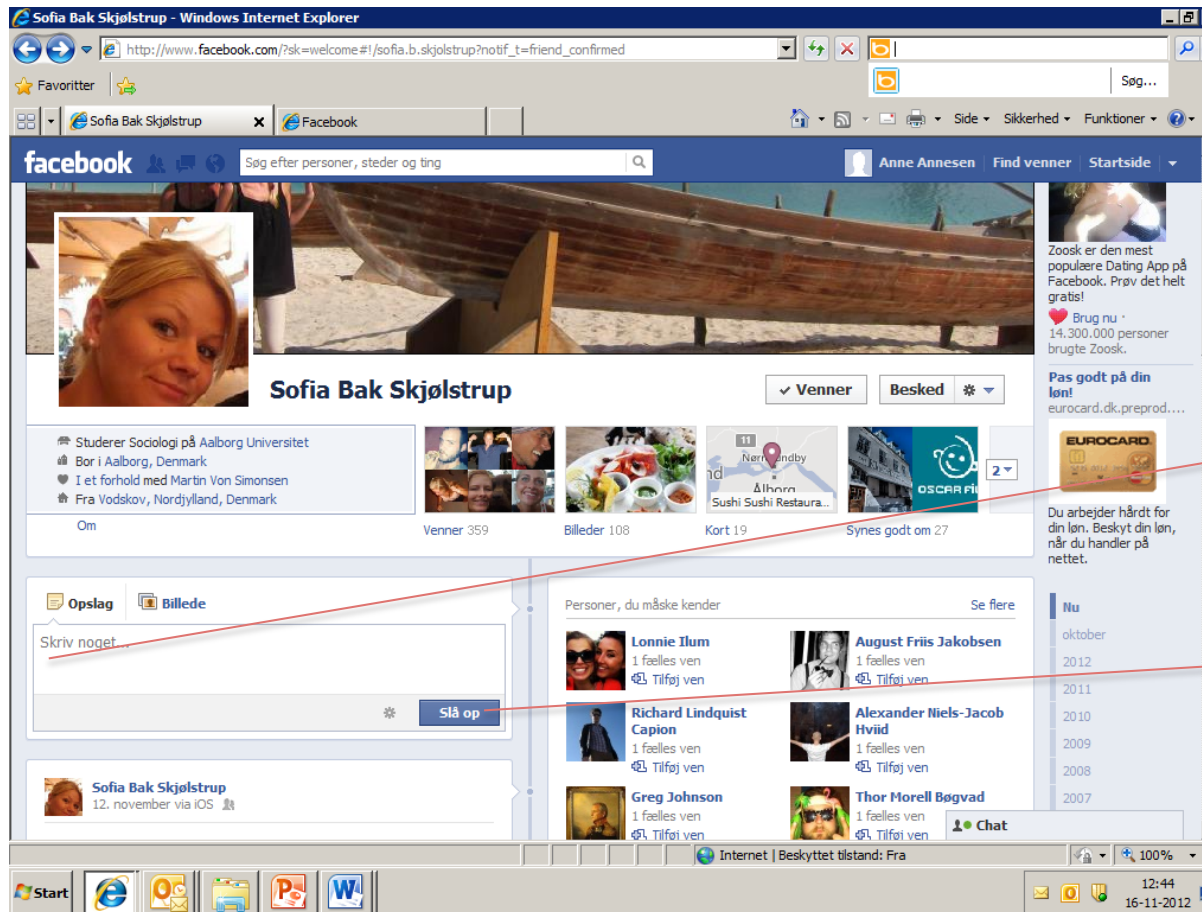 Sofia Bak Skjølstrup - Windows Internet Explorer
http://www.facebook.com/?sk=welcome#!/sofia.b.skjolstrup?notif_t=friend_confirmed
Favoritter
Søg...
Sofia Bak Skjølstrup
Facebook
Side
Sikkerhed
Funktioner
facebook
Søg efter personer, steder og ting
Anne Annesen
Find venner
Startside
Zoosk er den mest
populære Dating App på
Facebook. Prøv det helt
gratis!
Brug nu ·
14.300.000 personer
brugte Zoosk.
Pas godt på din
løn!
eurocard.dk.preprod....
EUROCARD
Du arbejder hårdt for
din løn. Beskyt din løn,
når du handler på
nettet.
Sofia Bak Skjølstrup
Venner
Besked
Studerer Sociologi på Aalborg Universitet
Bor i Aalborg, Denmark
I et forhold med Martin Von Simonsen
Fra Vodskov, Nordjylland, Denmark
Om
Venner 359
Billeder 108
11
Ålborg
Sushi Sushi Restaura...
Kort 19
OSCAR
Synes godt om 27
2
Opslag
Billede
Skriv noget...
Slå op
Sofia Bak Skjølstrup
12. november via iOS
Personer, du måske kender
Se flere
Lonnie Ilum
1 fælles ven
Tilføj ven
August Friis Jakobsen
1 fælles ven
Tilføj ven
Richard Lindquist
Capion
1 fælles ven
Tilføj ven
Alexander Niels-Jacob
Hviid
1 fælles ven
Tilføj ven
Greg Johnson
1 fælles ven
Tilføj ven
Thor Morell Bøgvad
1 fælles ven
Tilføj ven
Nu
oktober
2012
2011
2010
2009
2008
2007
Chat
Internet | Beskyttet tilstand: Fra
100%
Start
12:44
16-11-2012